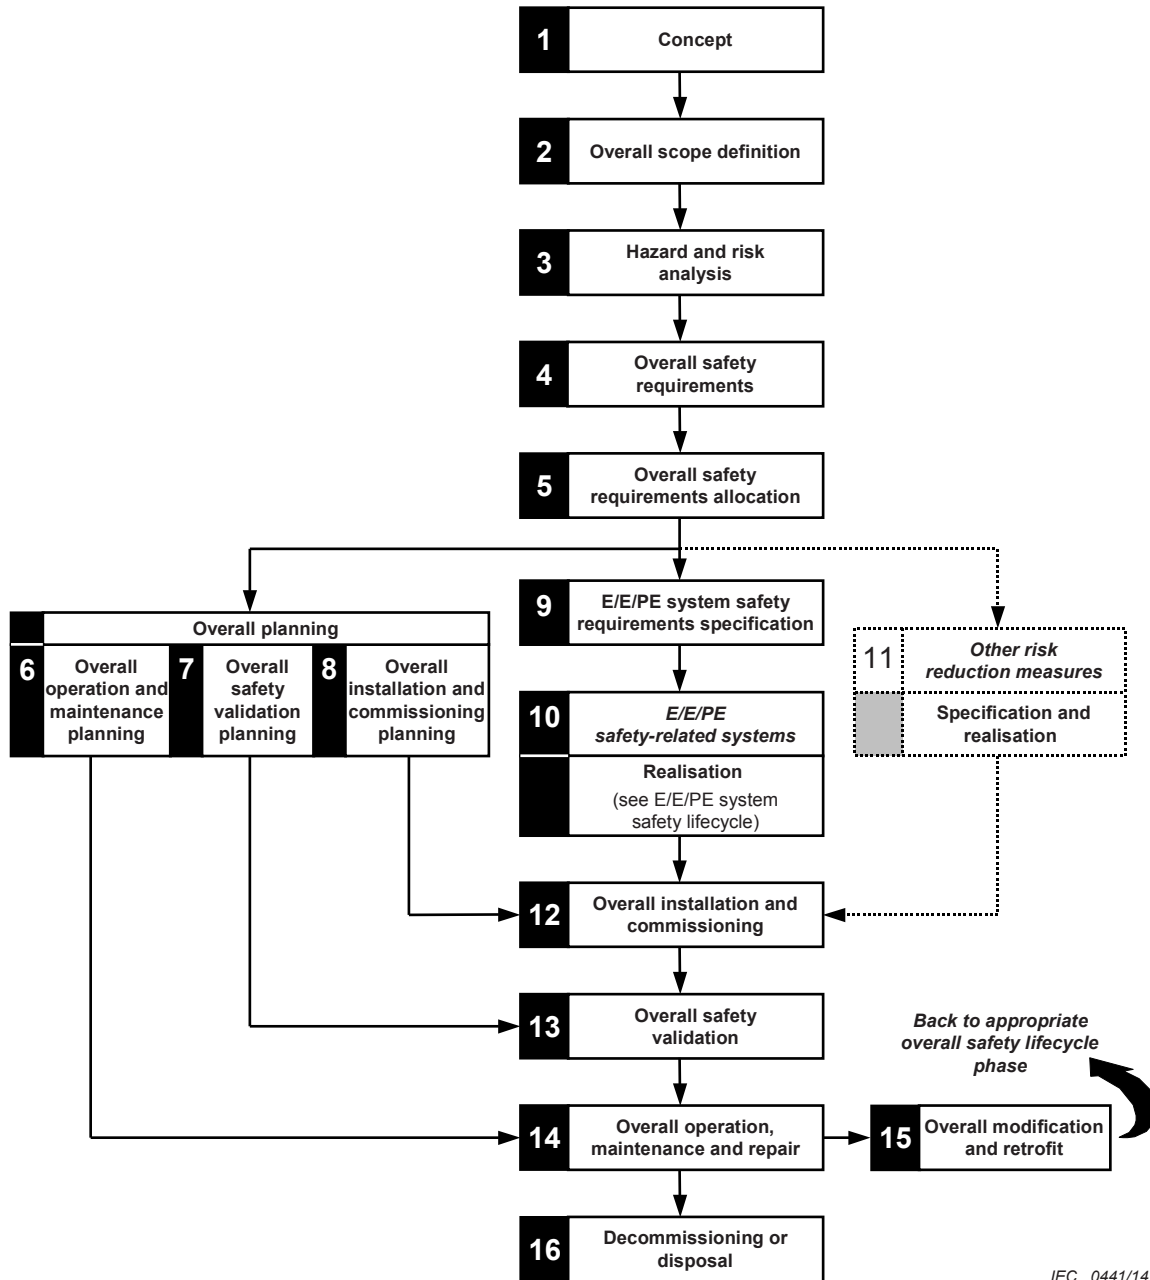 1
Concept
2
Overall scope definition
3
Hazard and risk
analysis
4
Overall safety
requirements
5
Overall safety
requirements allocation
Overall planning
6
Overall
operation and
maintenance
planning
7
Overall
safety
validation
planning
8
Overall
installation and
commissioning
planning
9
E/E/PE system safety
requirements specification
10
E/E/PE
safety-related systems
Realisation
(see E/E/PE system
safety lifecycle)
11
Other risk
reduction measures
Specification and
realisation
12
Overall installation and
commissioning
13
Overall safety
validation
Back to appropriate
overall safety lifecycle
phase
14
Overall operation,
maintenance and repair
15
Overall modification
and retrofit
16
Decommissioning or
disposal
IEC 0441/14